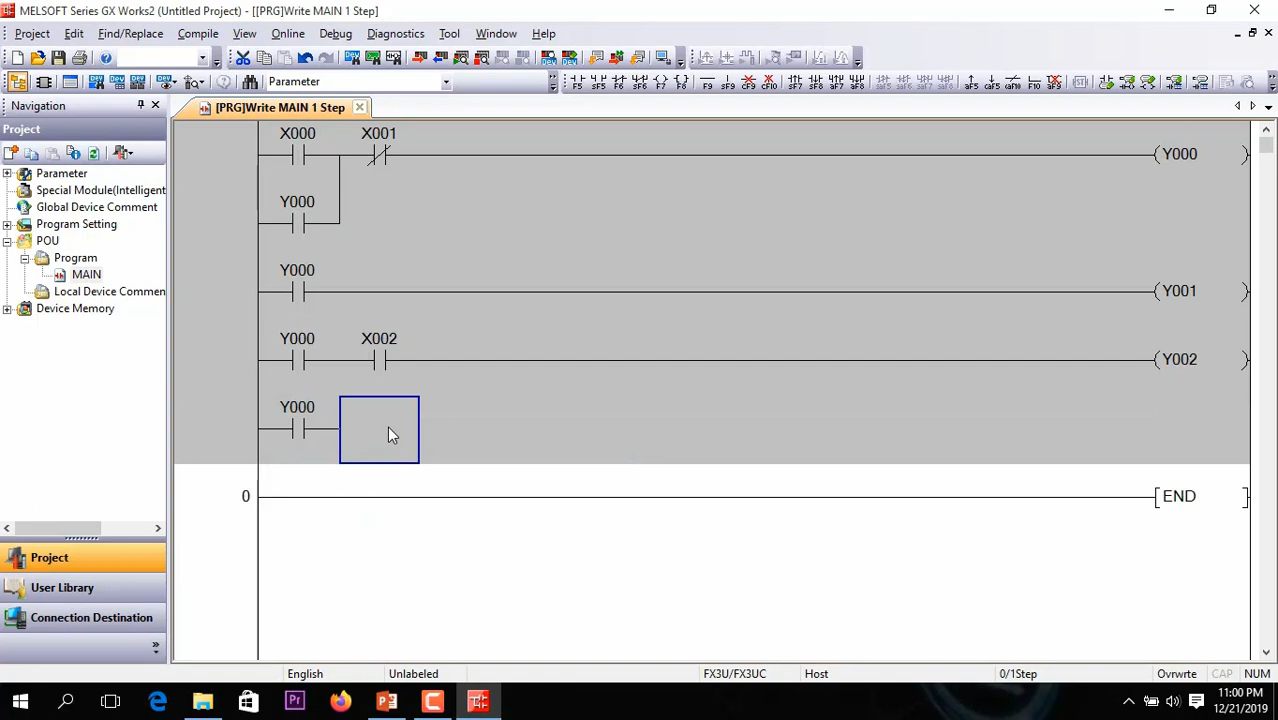 MELSOFT Series GX Works2 (Untitled Project) - [[PRG]Write MAIN 1 Step]
Project Edit Find/Replace Compile View Online Debug Diagnostics Tool Window Help
Parameter
Navigation
[PRG]Write MAIN 1 Step
Project
Parameter
Special Module(Intelligent
Global Device Comment
Program Setting
POU
Program
MAIN
Local Device Commen
Device Memory
X000 X001
Y000
Y000
Y000
Y001
Y000 X002
Y002
Y000
0 END
Project
User Library
Connection Destination
English Unlabeled FX3U/FX3UC Host 0/1Step Ovrwrte CAP NUM
11:00 PM
12/21/2019